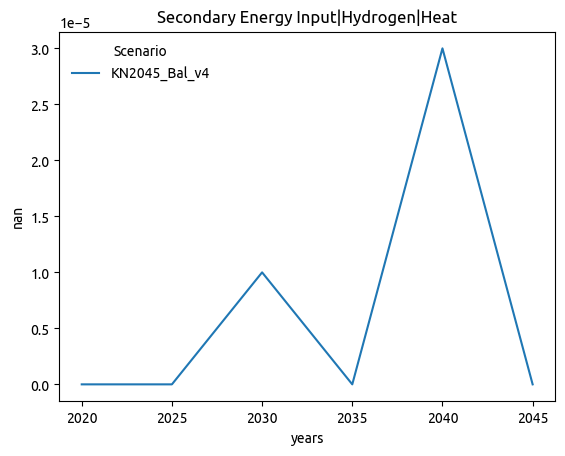 Secondary Energy Input|Hydrogen|Heat
1e−5
Scenario
KN2045_Bal_v4
3.0
2.5
2.0
1.5
1.0
0.5
0.0
nan
2020 2025 2030 2035 2040 2045
years